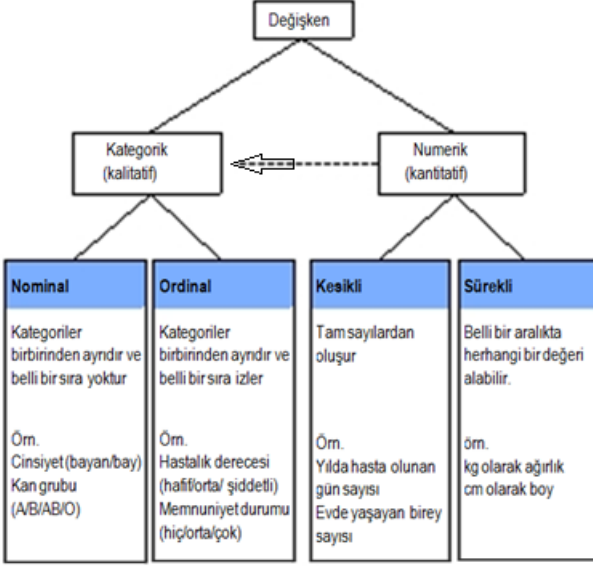 Değişken
Kategorik
(kalitatif)
Numerik
(kantitatif)
Nominal
Kategoriler
birbirinden ayrıdır ve
belli bir sıra yoktur
Örn.
Cinsiyet (bayan/bay)
Kan grubu
(A/B/AB/O)
Ordinal
Kategoriler
birbirinden ayrıdır ve
belli bir sıra izler
Örn.
Hastalık derecesi
(hafif/orta/ şiddetli)
Memnuniyet durumu
(hiç/orta/çok)
Kesikli
Tam sayılardan
oluşur
Örn.
Yılda hasta olunan
gün sayısı
Evde yaşayan birey
sayısı
Sürekli
Belli bir aralıkta
herhangi bir değeri
alabilir.
örn.
kg olarak ağırlık
cm olarak boy